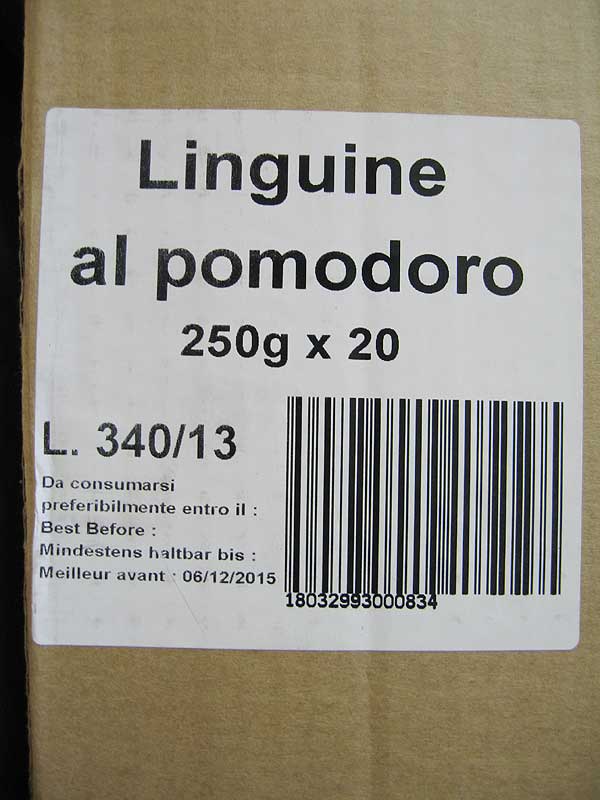 Linguine
al pomodoro
250g x 20
L. 340/13
Da consumarsi
preferibilmente entro il :
Best Before :
Mindestens haltbar bis :
Meilleur avant : 06/12/2015
18032993000834